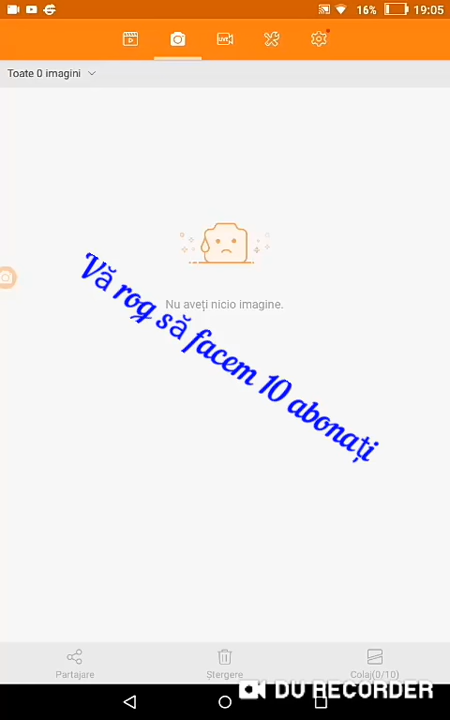 16% 19:05
LIVE
Toate 0 imagini
Nu aveți nicio imagine.
Vă rog să facem 10 abonați
Partajare Ștergere Colaj(0/10)
DU RECORDER